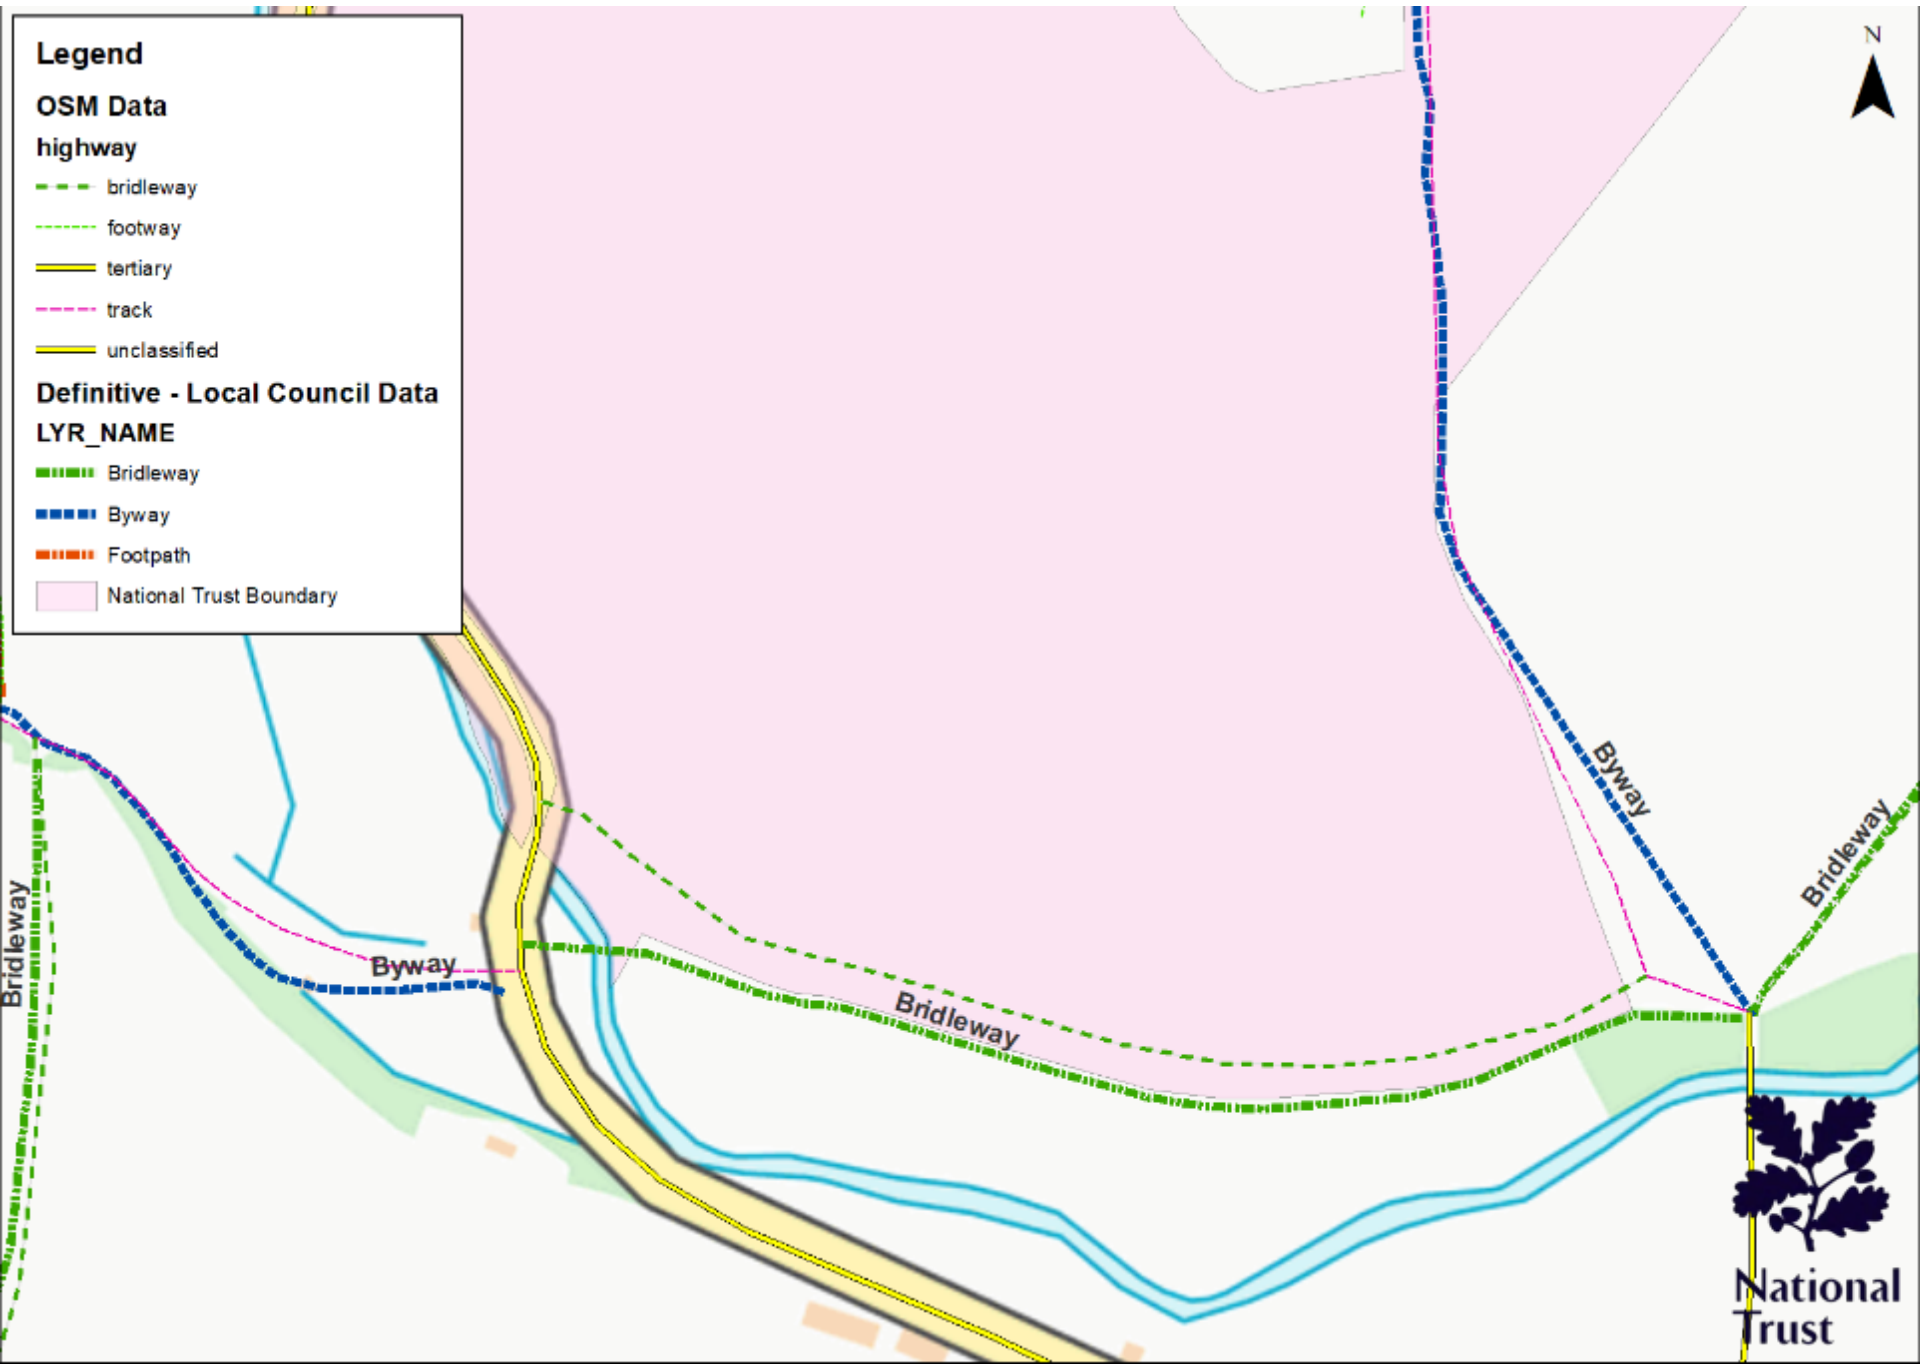 Legend
OSM Data
highway
bridleway
footway
tertiary
track
unclassified
Definitive - Local Council Data
LYR_NAME
Bridleway
Byway
Footpath
National Trust Boundary
N
Byway
Bridleway
Bridleway
Byway
Bridleway
National
Trust